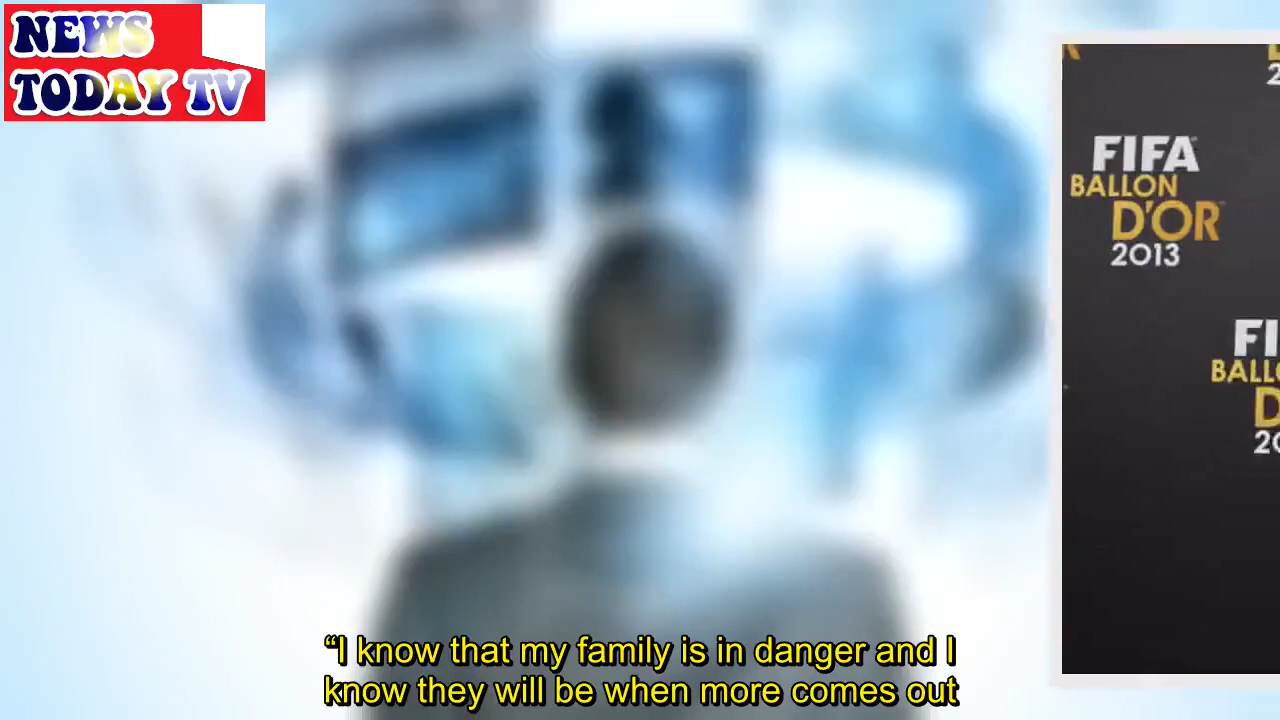 NEWS
TODAY TV
FIFA
BALLON
D'OR
2013
“I know that my family is in danger and I
know they will be when more comes out